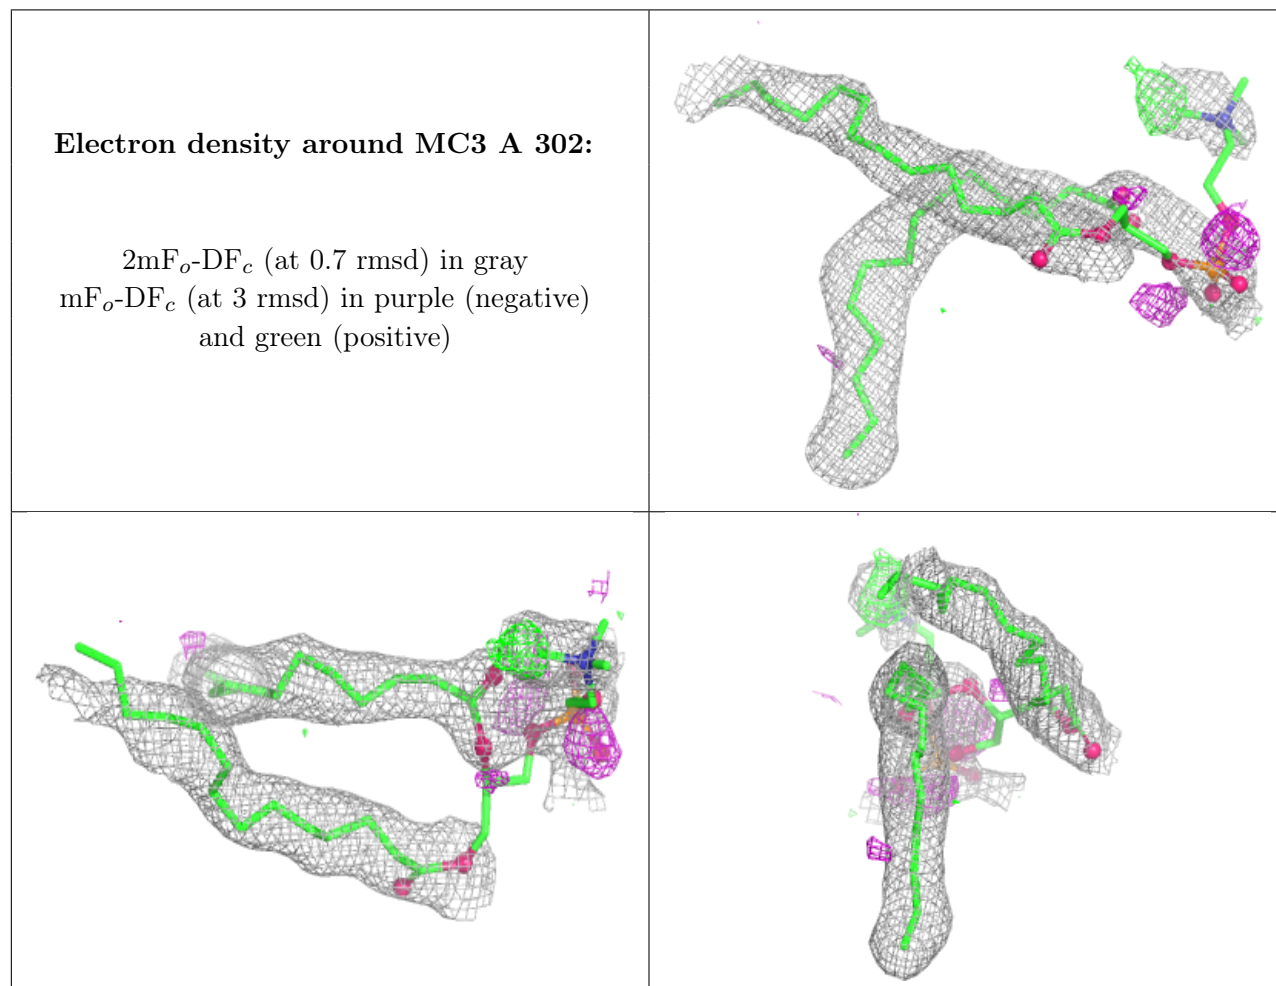 Electron density around MC3 A 302:
2mFo-DFc (at 0.7 rmsd) in gray
mFo-DFc (at 3 rmsd) in purple (negative)
and green (positive)